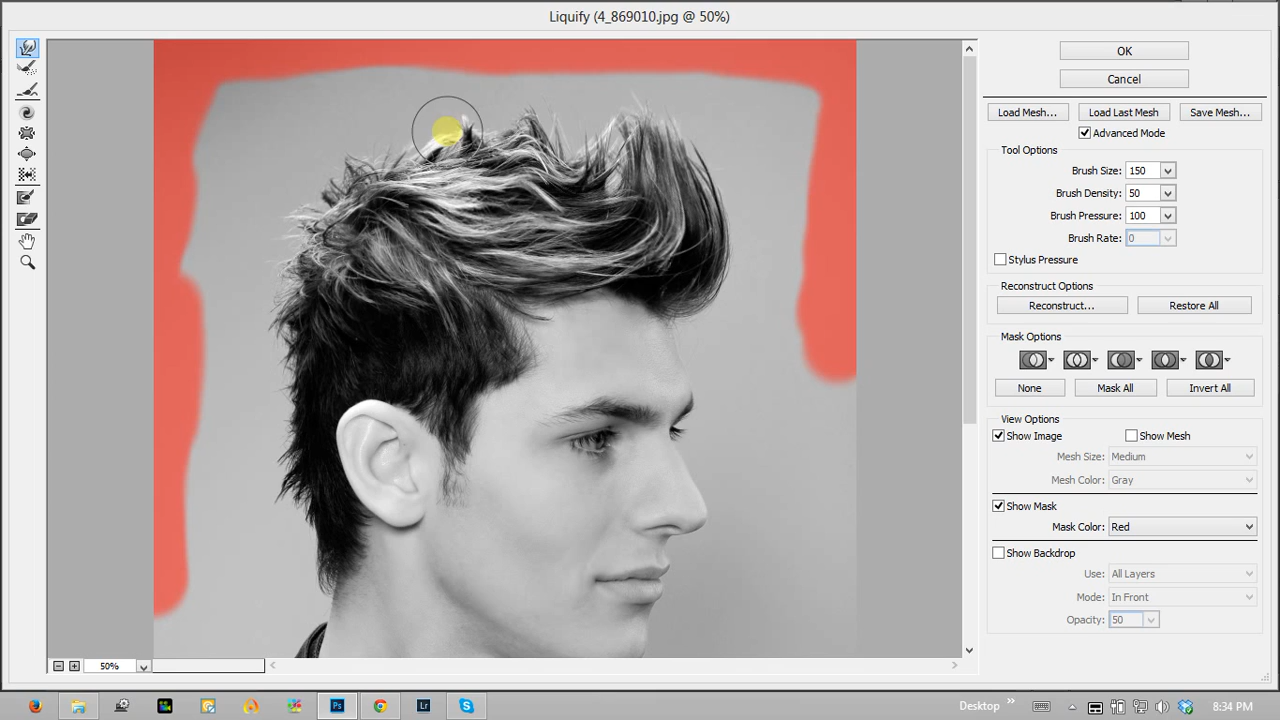 Liquify (4_869010.jpg @ 50%)
OK
Cancel
Load Mesh...
Load Last Mesh
Save Mesh...
Advanced Mode
Tool Options
Brush Size: 150
Brush Density: 50
Brush Pressure: 100
Brush Rate: 0
Stylus Pressure
Reconstruct Options
Reconstruct...
Restore All
Mask Options
None
Mask All
Invert All
View Options
Show Image
Show Mesh
Mesh Size: Medium
Mesh Color: Gray
Show Mask
Mask Color: Red
Show Backdrop
Use: All Layers
Mode: In Front
Opacity: 50
50%
Ps
Lr
Desktop
8:34 PM